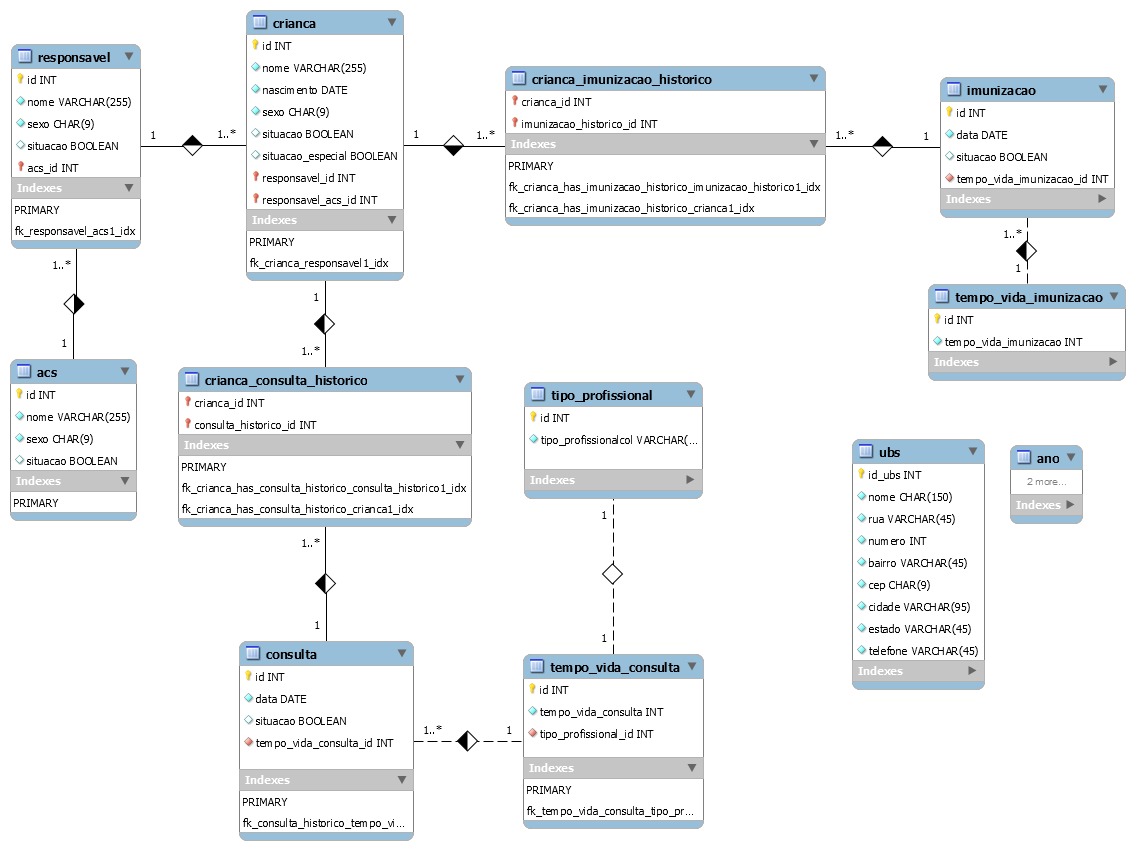 responsavel
id INT
nome VARCHAR(255)
sexo CHAR(9)
situacao BOOLEAN
acs_id INT
Indexes
PRIMARY
fk_responsavel_acs1_idx
1
1..*
crianca
id INT
nome VARCHAR(255)
nascimento DATE
sexo CHAR(9)
situacao BOOLEAN
situacao_especial BOOLEAN
responsavel_id INT
responsavel_acs_id INT
Indexes
PRIMARY
fk_crianca_responsavel1_idx
1
1..*
crianca_imunizacao_historico
crianca_id INT
imunizacao_historico_id INT
Indexes
PRIMARY
fk_crianca_has_imunizacao_historico_imunizacao_historico1_idx
fk_crianca_has_imunizacao_historico_crianca1_idx
1..*
1
imunizacao
id INT
data DATE
situacao BOOLEAN
tempo_vida_imunizacao_id INT
Indexes
1..*
1
tempo_vida_imunizacao
id INT
tempo_vida_imunizacao INT
Indexes
1..*
1
acs
id INT
nome VARCHAR(255)
sexo CHAR(9)
situacao BOOLEAN
Indexes
PRIMARY
1
1..*
crianca_consulta_historico
crianca_id INT
consulta_historico_id INT
Indexes
PRIMARY
fk_crianca_has_consulta_historico_consulta_historico1_idx
fk_crianca_has_consulta_historico_crianca1_idx
1..*
1
tipo_profissional
id INT
tipo_profissionalcol VARCHAR(...
Indexes
1
1
ubs
id_ubs INT
nome CHAR(150)
rua VARCHAR(45)
numero INT
bairro VARCHAR(45)
cep CHAR(9)
cidade VARCHAR(95)
estado VARCHAR(45)
telefone VARCHAR(45)
Indexes
ano
2 more...
Indexes
consulta
id INT
data DATE
situacao BOOLEAN
tempo_vida_consulta_id INT
Indexes
PRIMARY
fk_consulta_historico_tempo_vi...
1..*
1
tempo_vida_consulta
id INT
tempo_vida_consulta INT
tipo_profissional_id INT
Indexes
PRIMARY
fk_tempo_vida_consulta_tipo_pr...